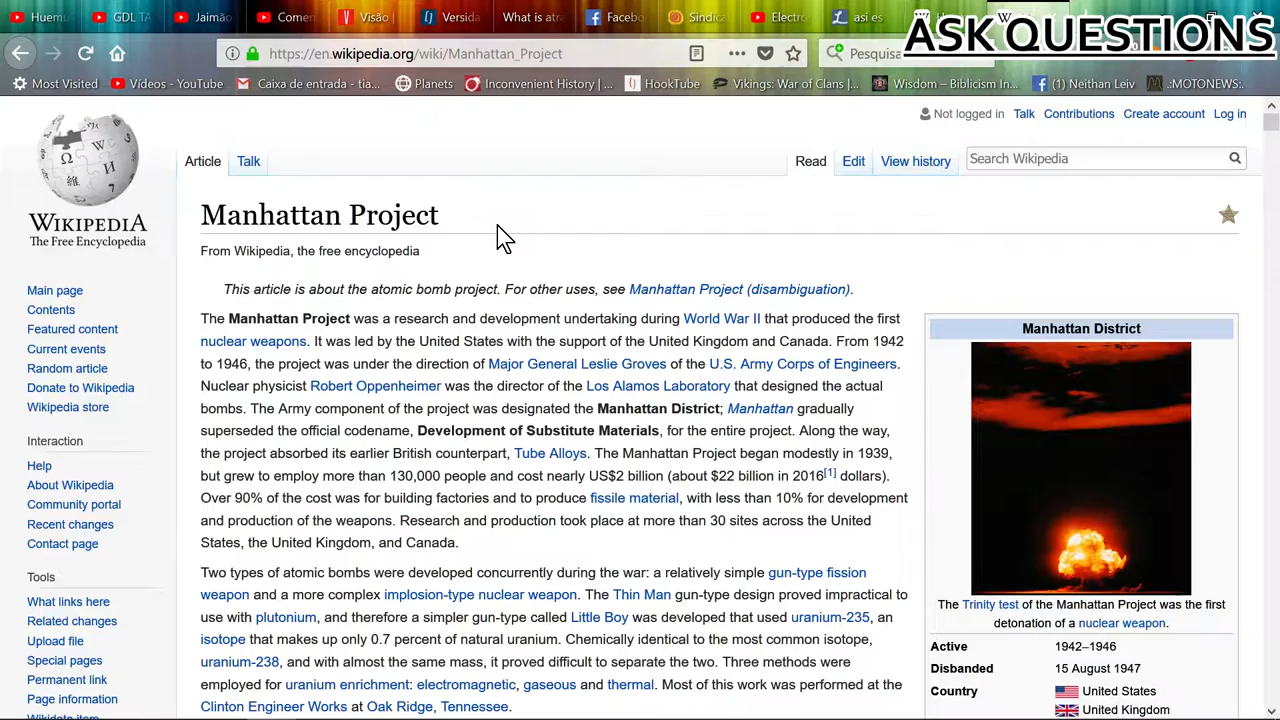 Huemu
GDL TA
Jaimão
Comen
Visão
Versida
What is atra
Facebo
Sindica
Electro
así es
ASK QUESTIONS
https://en.wikipedia.org/wiki/Manhattan_Project
Pesquisa
Most Visited
Vídeos - YouTube
Caixa de entrada - tia...
Planets
Inconvenient History | ...
HookTube
Vikings: War of Clans |...
Wisdom – Biblicism In...
(1) Neithan Leiv
.:MOTONEWS:.
Not logged in Talk Contributions Create account Log in
Article Talk Read Edit View history Search Wikipedia
WIKIPEDIA
The Free Encyclopedia
Main page
Contents
Featured content
Current events
Random article
Donate to Wikipedia
Wikipedia store
Interaction
Help
About Wikipedia
Community portal
Recent changes
Contact page
Tools
What links here
Related changes
Upload file
Special pages
Permanent link
Page information
Wikidata item
Manhattan Project
From Wikipedia, the free encyclopedia
This article is about the atomic bomb project. For other uses, see Manhattan Project (disambiguation).
The Manhattan Project was a research and development undertaking during World War II that produced the first
nuclear weapons. It was led by the United States with the support of the United Kingdom and Canada. From 1942
to 1946, the project was under the direction of Major General Leslie Groves of the U.S. Army Corps of Engineers.
Nuclear physicist Robert Oppenheimer was the director of the Los Alamos Laboratory that designed the actual
bombs. The Army component of the project was designated the Manhattan District; Manhattan gradually
superseded the official codename, Development of Substitute Materials, for the entire project. Along the way,
the project absorbed its earlier British counterpart, Tube Alloys. The Manhattan Project began modestly in 1939,
but grew to employ more than 130,000 people and cost nearly US$2 billion (about $22 billion in 2016[1] dollars).
Over 90% of the cost was for building factories and to produce fissile material, with less than 10% for development
and production of the weapons. Research and production took place at more than 30 sites across the United
States, the United Kingdom, and Canada.
Two types of atomic bombs were developed concurrently during the war: a relatively simple gun-type fission
weapon and a more complex implosion-type nuclear weapon. The Thin Man gun-type design proved impractical to
use with plutonium, and therefore a simpler gun-type called Little Boy was developed that used uranium-235, an
isotope that makes up only 0.7 percent of natural uranium. Chemically identical to the most common isotope,
uranium-238, and with almost the same mass, it proved difficult to separate the two. Three methods were
employed for uranium enrichment: electromagnetic, gaseous and thermal. Most of this work was performed at the
Clinton Engineer Works at Oak Ridge, Tennessee.
Manhattan District
The Trinity test of the Manhattan Project was the first
detonation of a nuclear weapon.
Active 1942–1946
Disbanded 15 August 1947
Country United States
United Kingdom